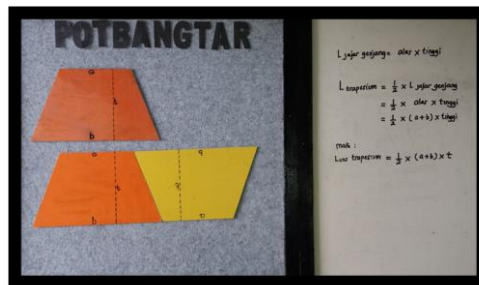 POTBANGTAR
a
t
b
a
t
b
L jajar genjang = alas x tinggi
L trapesium = 1/2 x L jajar genjang
= 1/2 x alas x tinggi
= 1/2 x (a+b) x tinggi
maka :
Luas trapesium = 1/2 x (a+b) x t